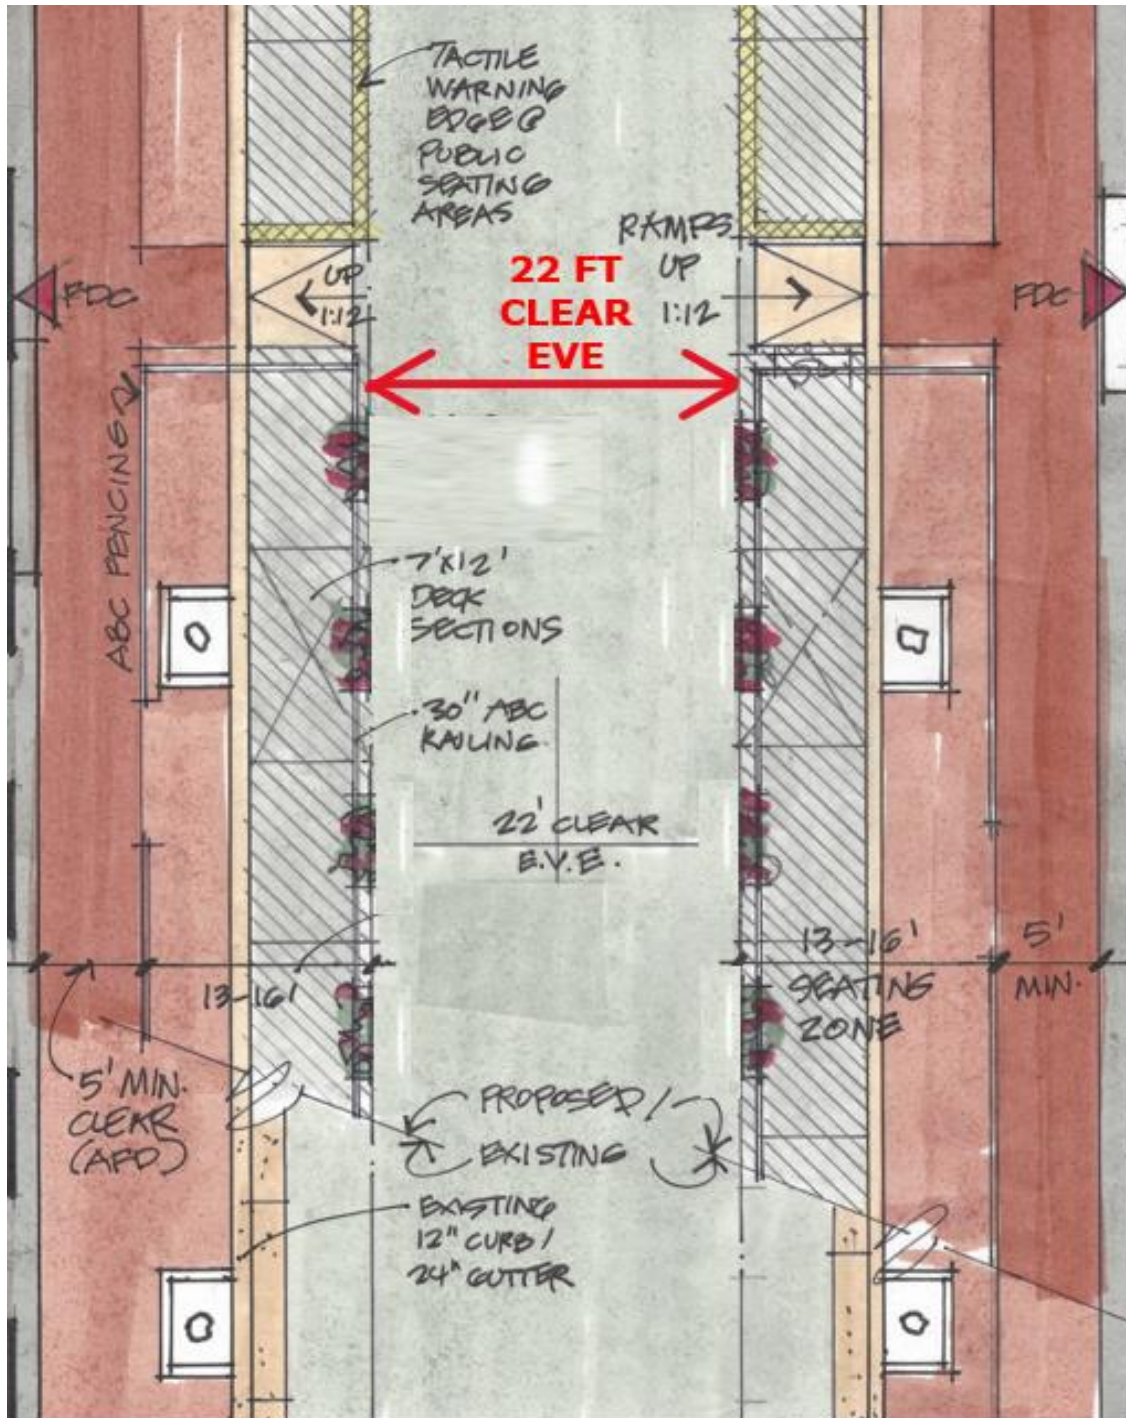 TACTILE
WARNING
EDGE @
PUBLIC
SEATING
AREAS
RAMPS
UP
1:12
UP
1:12
22 FT
CLEAR
EVE
FDC
FDC
ABC FENCING
7'X12'
DECK
SECTIONS
30" ABC
RAILING
22' CLEAR
E.V.E.
13-16'
13-16'
SEATING
ZONE
5'
MIN.
5' MIN.
CLEAR
(AFD)
PROPOSED /
EXISTING
EXISTING
12" CURB /
24" GUTTER